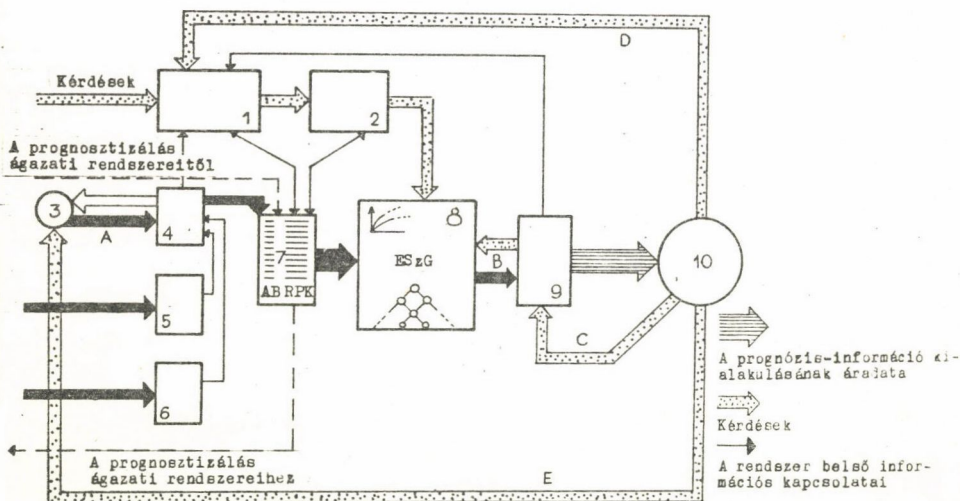 D
Kérdések
1
2
A prognosztizálás
ágazati rendszereitől
3
A
4
7
ABRPK
8
ESzG
B
9
10
5
C
6
A prognózis-információ ki-
alakulásának áradata
Kérdések
A rendszer belső infor-
mációs kapcsolatai
A prognosztizálás
ágazati rendszereihez
E